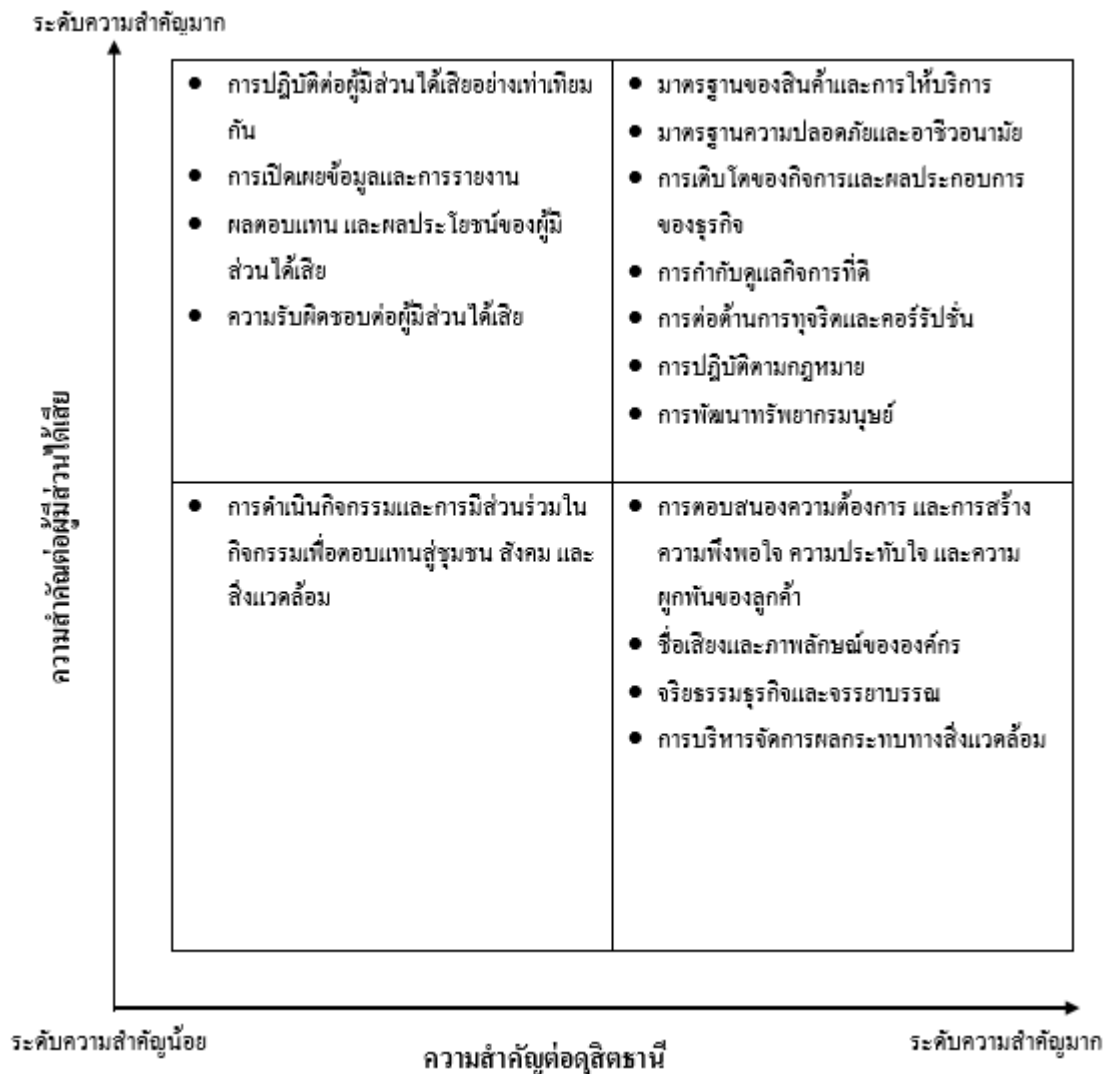 ระดับความสำคัญมาก
● การปฏิบัติต่อผู้มีส่วนได้เสียอย่างเท่าเทียม
กัน
● การเปิดเผยข้อมูลและการรายงาน
● ผลตอบแทน และผลประโยชน์ของผู้มี
ส่วนได้เสีย
● ความรับผิดชอบต่อผู้มีส่วนได้เสีย
● มาตรฐานของสินค้าและการให้บริการ
● มาตรฐานความปลอดภัยและอาชีวอนามัย
● การเติบโตของกิจการและผลประกอบการ
ของธุรกิจ
● การกำกับดูแลกิจการที่ดี
● การต่อต้านการทุจริตและคอร์รัปชั่น
● การปฏิบัติตามกฎหมาย
● การพัฒนาทรัพยากรมนุษย์
ความสำคัญต่อผู้มีส่วนได้เสีย
● การดำเนินกิจกรรมและการมีส่วนร่วมใน
กิจกรรมเพื่อตอบแทนสู่ชุมชน สังคม และ
สิ่งแวดล้อม
● การตอบสนองความต้องการ และการสร้าง
ความพึงพอใจ ความประทับใจ และความ
ผูกพันของลูกค้า
● ชื่อเสียงและภาพลักษณ์ขององค์กร
● จริยธรรมธุรกิจและจรรยาบรรณ
● การบริหารจัดการผลกระทบทางสิ่งแวดล้อม
ระดับความสำคัญน้อย
ความสำคัญต่อดุสิตธานี
ระดับความสำคัญมาก